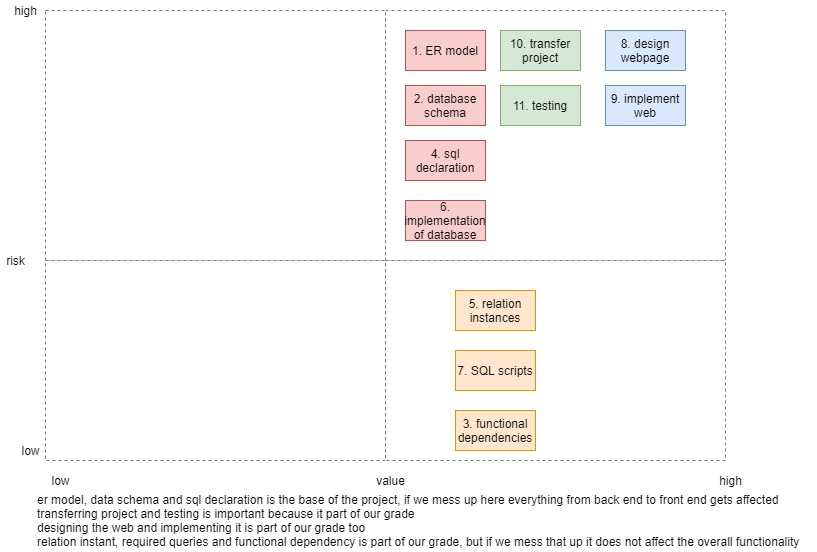 high
1. ER model
10. transfer
project
8. design
webpage
2. database
schema
11. testing
9. implement
web
4. sql
declaration
6.
implementation
of database
risk
5. relation
instances
7. SQL scripts
3. functional
dependencies
low
low
value
high
er model, data schema and sql declaration is the base of the project, if we mess up here everything from back end to front end gets affected
transferring project and testing is important because it part of our grade
designing the web and implementing it is part of our grade too
relation instant, required queries and functional dependency is part of our grade, but if we mess that up it does not affect the overall functionality